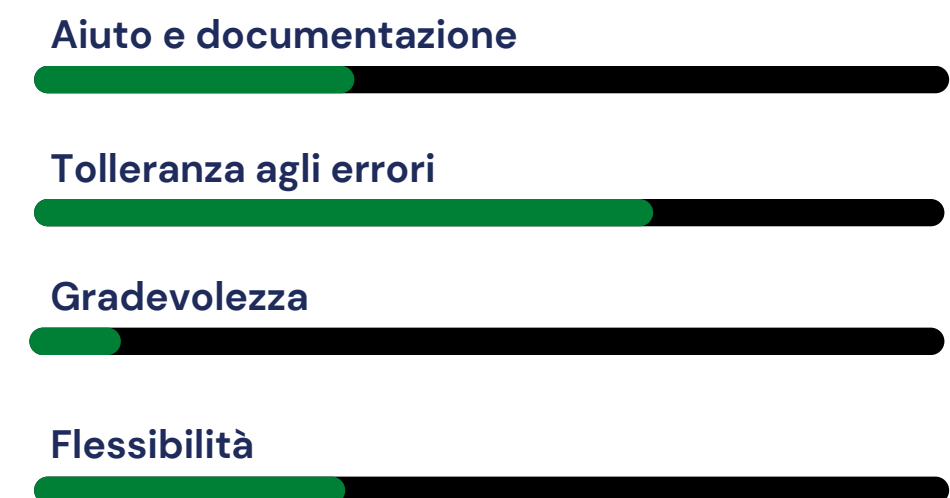 Aiuto e documentazione
Tolleranza agli errori
Gradevolezza
Flessibilità